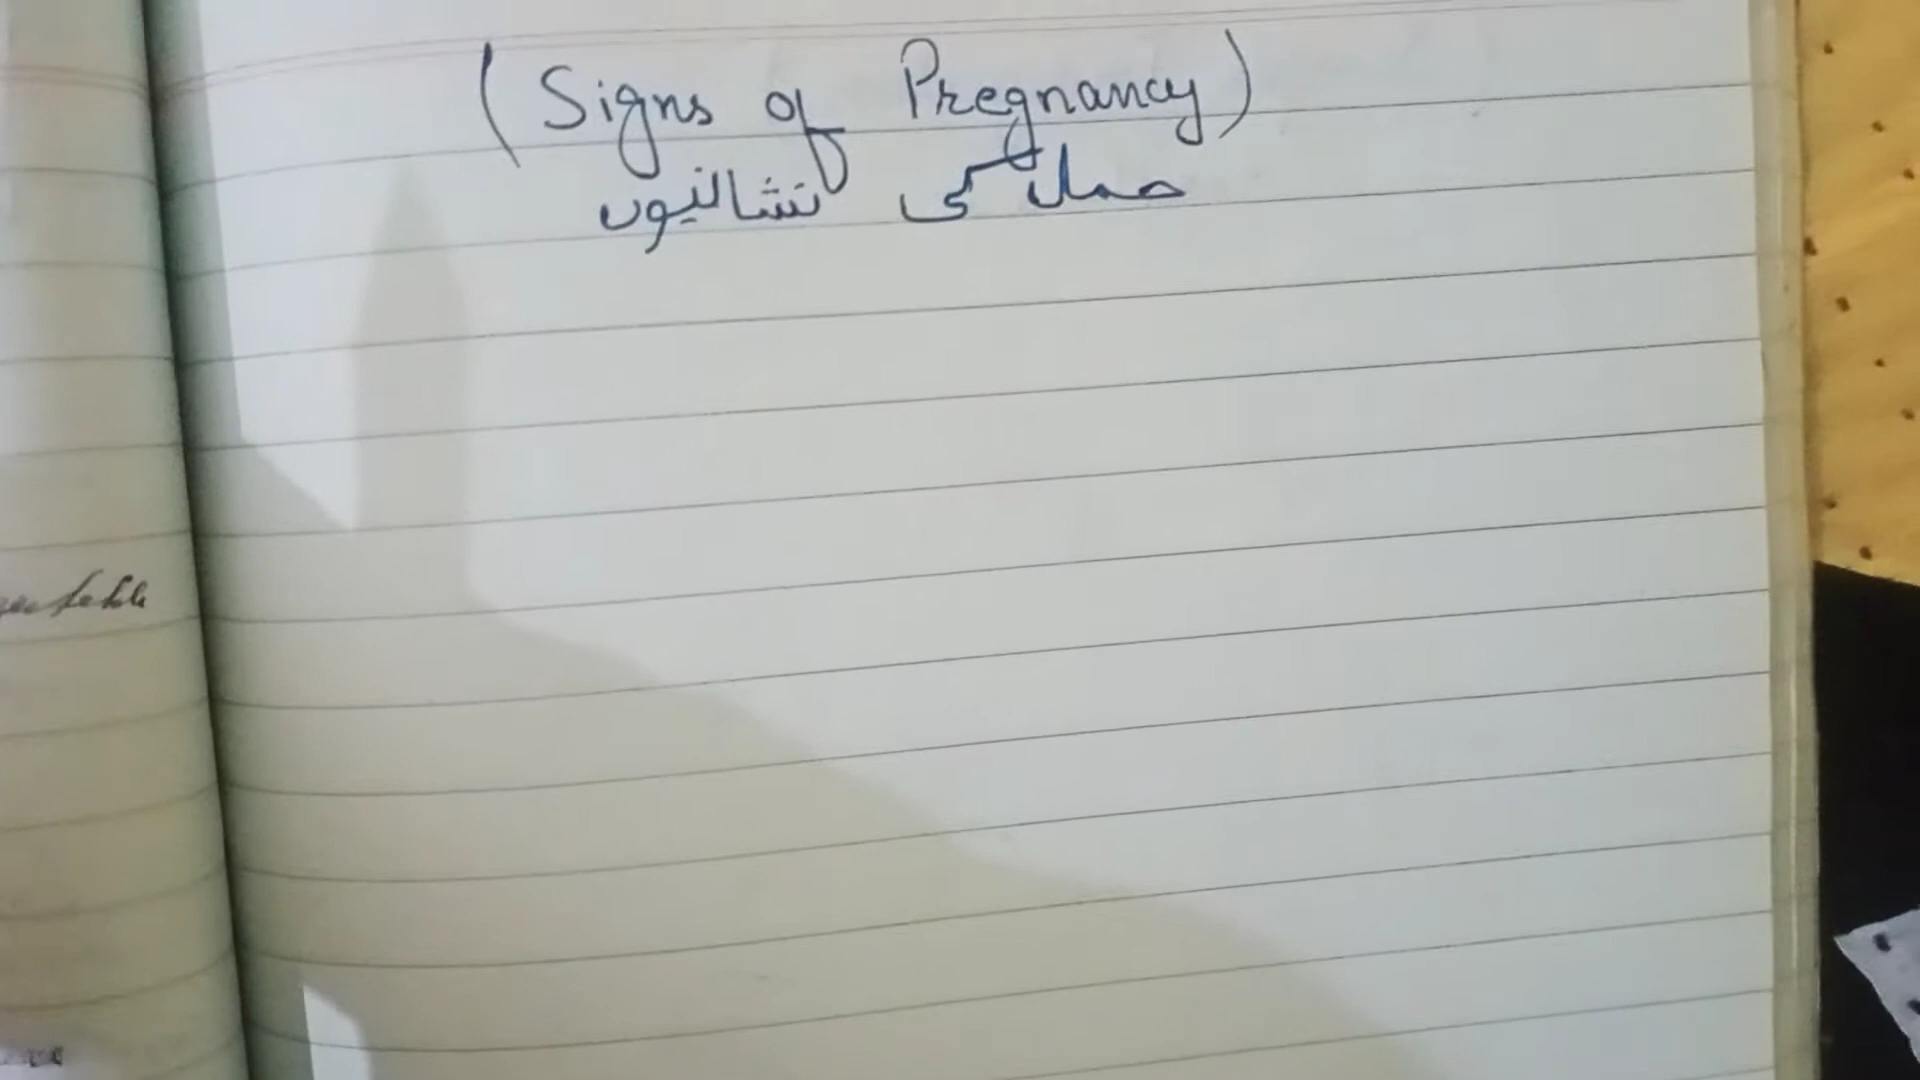 (Signs of Pregnancy)
حمل کی نشانیوں